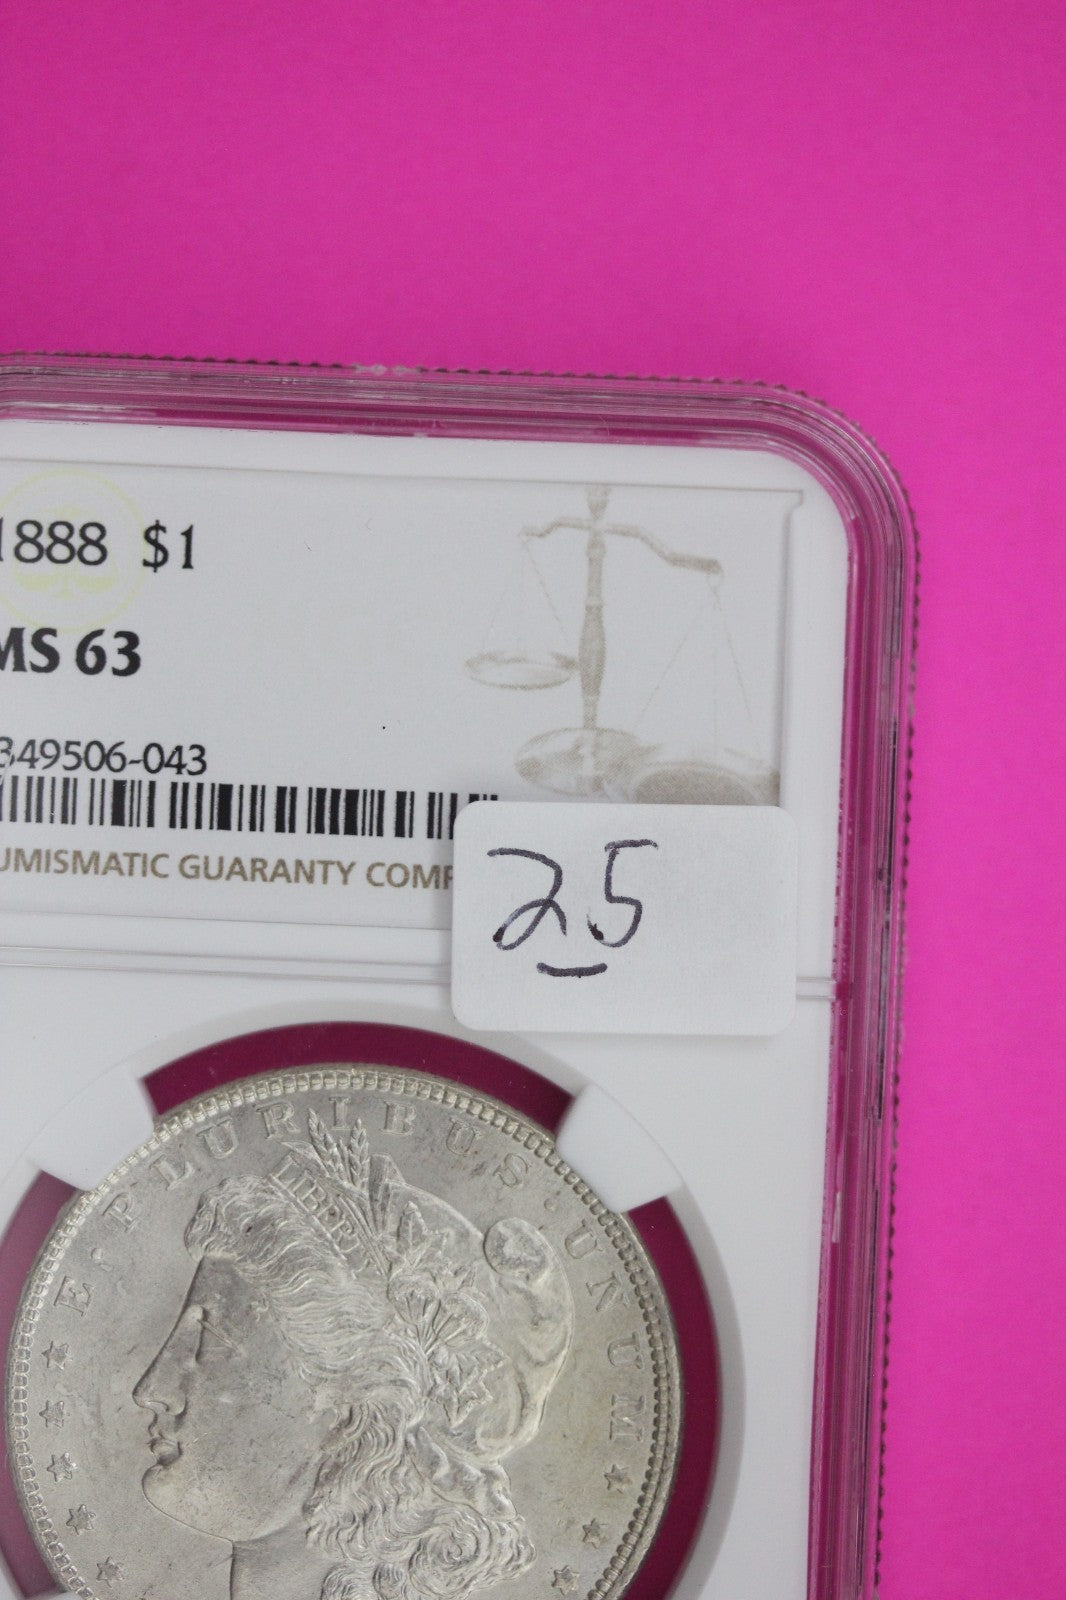 1888 $1
MS 63
349506-043
UMISMATIC GUARANTY COMP
25
E·PLURIBUS·UNUM
LIBERTY